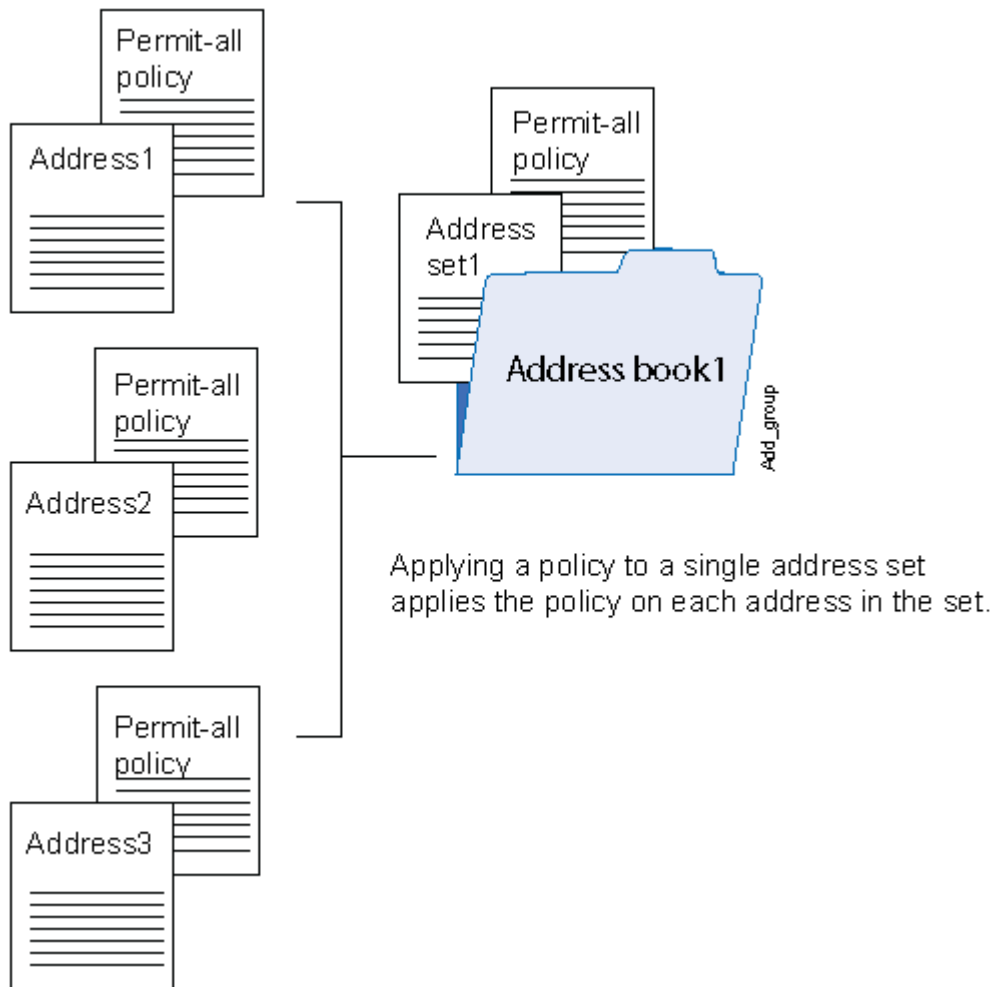 Permit-all
policy
Address1
Permit-all
policy
Address2
Permit-all
policy
Address3
Permit-all
policy
Address
set1
Address book1
Add_group
Applying a policy to a single address set
applies the policy on each address in the set.